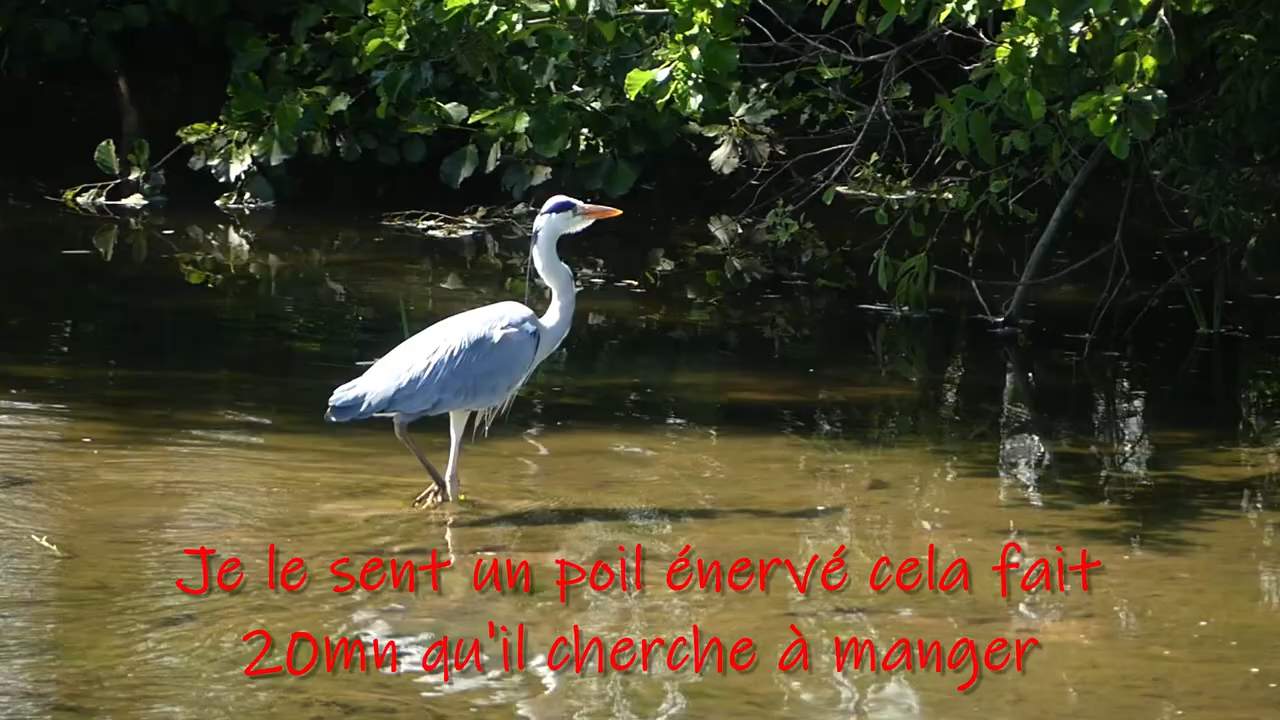 Je le sent un poil énervé cela fait
20mn qu'il cherche à manger